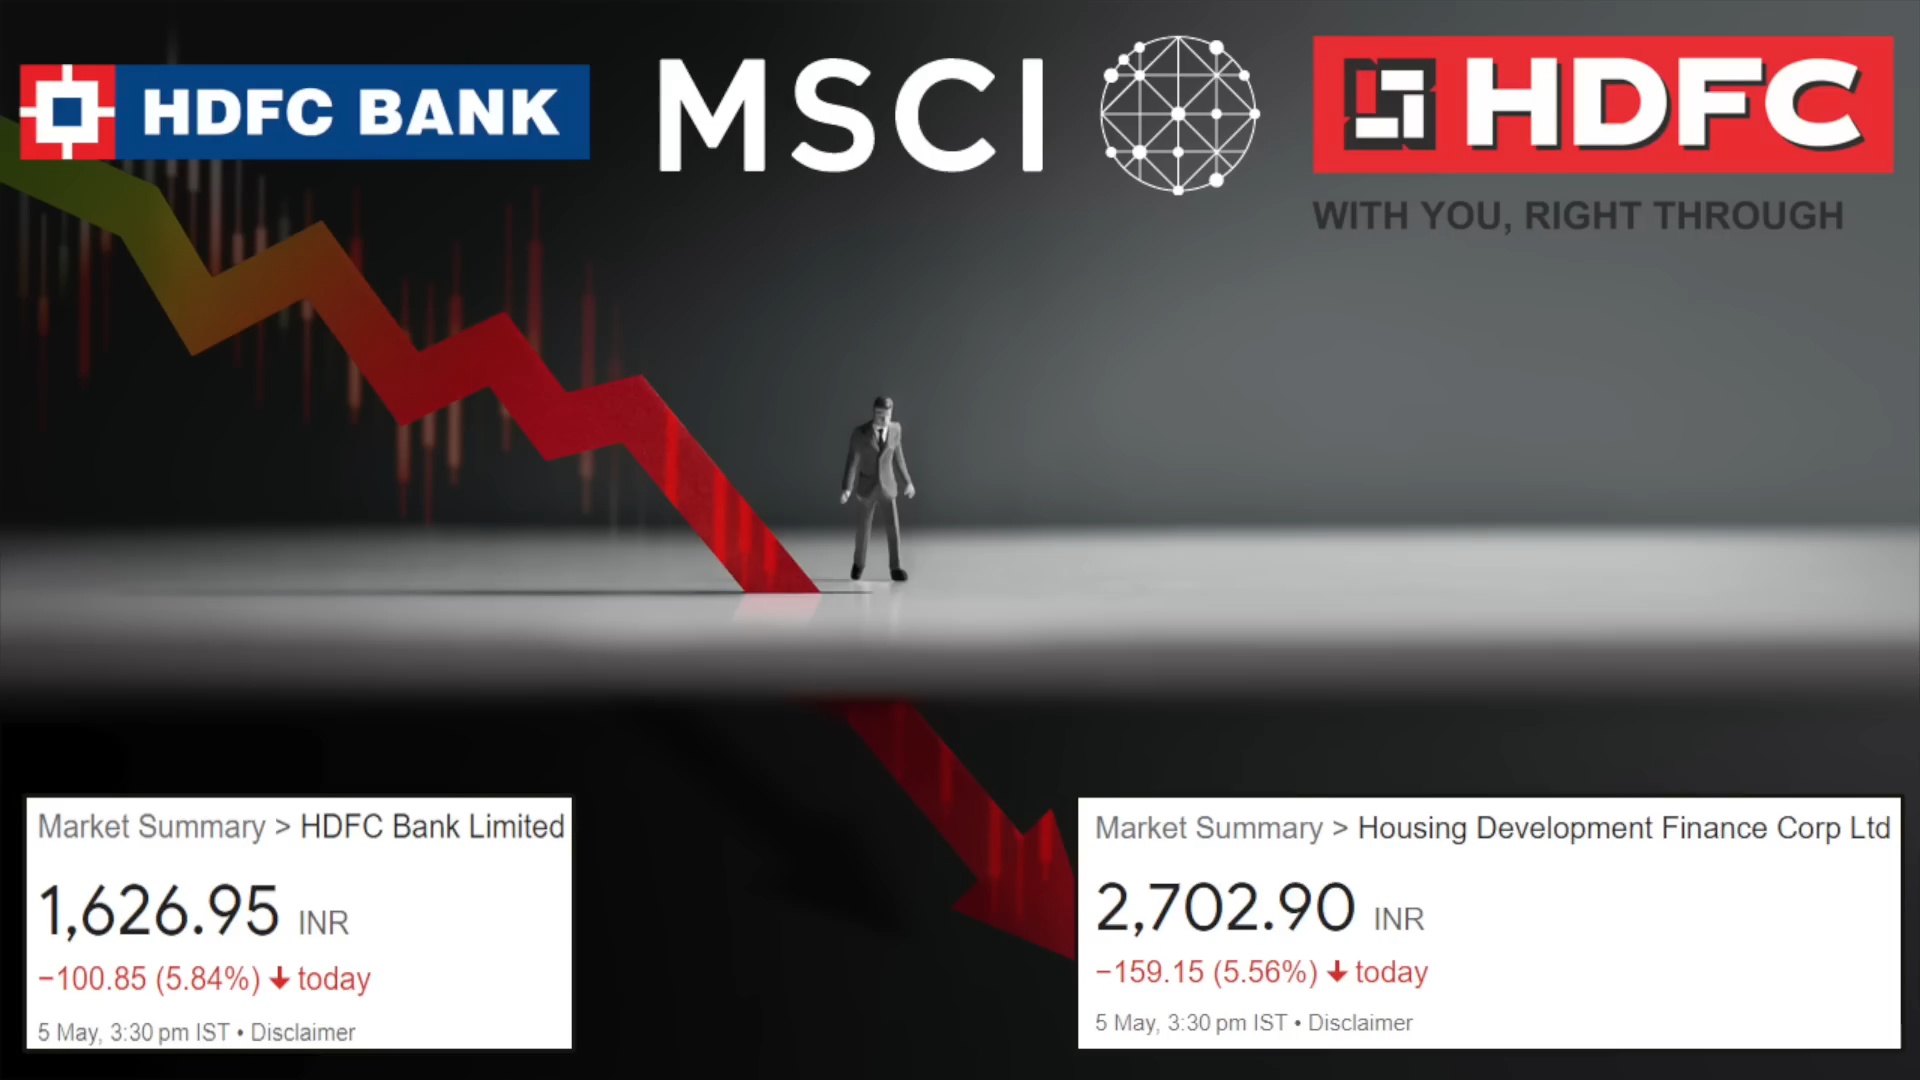 HDFC BANK
MSCI
HDFC
WITH YOU, RIGHT THROUGH
Market Summary > HDFC Bank Limited
1,626.95 INR
−100.85 (5.84%) ↓ today
5 May, 3:30 pm IST • Disclaimer
Market Summary > Housing Development Finance Corp Ltd
2,702.90 INR
−159.15 (5.56%) ↓ today
5 May, 3:30 pm IST • Disclaimer